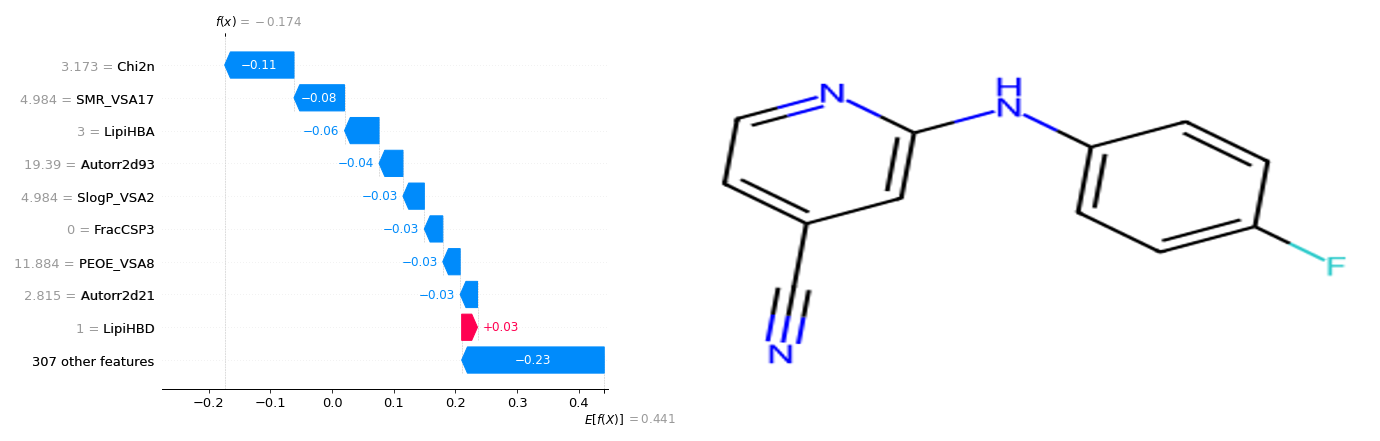 f(x) = −0.174
3.173 = Chi2n
−0.11
4.984 = SMR_VSA17
−0.08
3 = LipiHBA
−0.06
19.39 = Autorr2d93
−0.04
4.984 = SlogP_VSA2
−0.03
0 = FracCSP3
−0.03
11.884 = PEOE_VSA8
−0.03
2.815 = Autorr2d21
−0.03
1 = LipiHBD
+0.03
307 other features
−0.23
−0.2 −0.1 0.0 0.1 0.2 0.3 0.4
E[f(X)] = 0.441
N
H
N
F
N